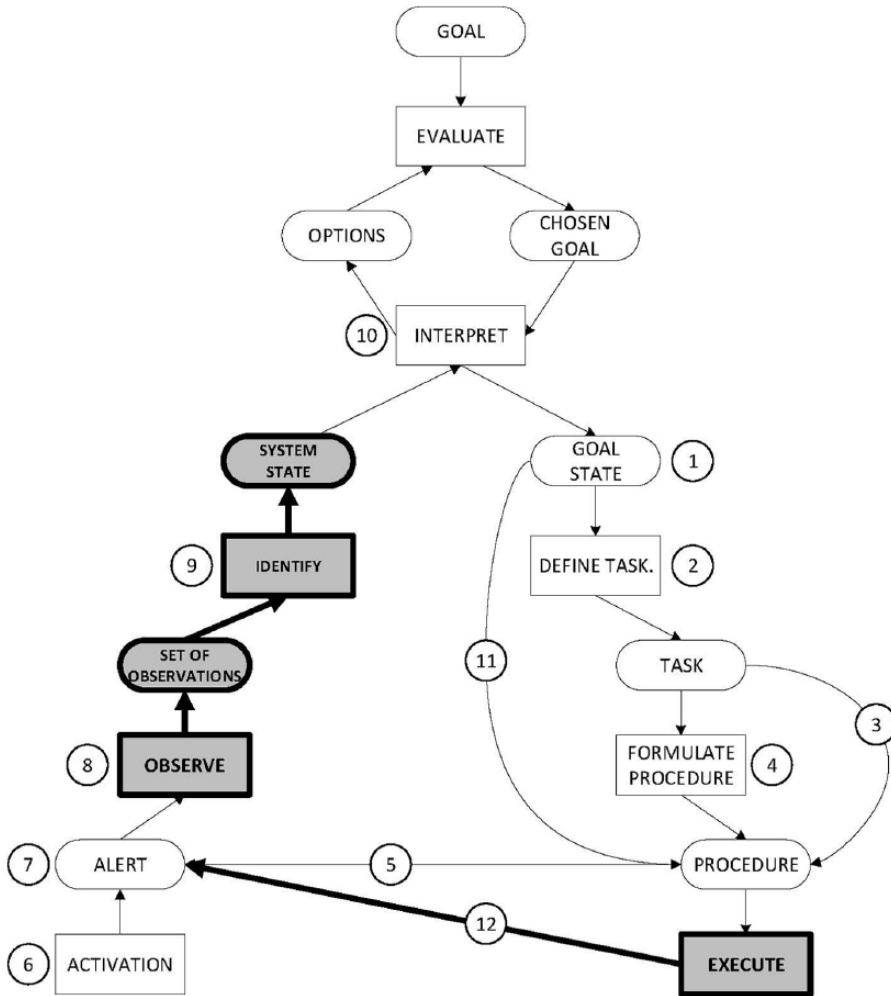 GOAL
EVALUATE
OPTIONS
CHOSEN
GOAL
10
INTERPRET
SYSTEM
STATE
GOAL
STATE
1
9
IDENTIFY
DEFINE TASK.
2
SET OF
OBSERVATIONS
11
TASK
3
8
OBSERVE
FORMULATE
PROCEDURE
4
7
ALERT
5
PROCEDURE
12
6
ACTIVATION
EXECUTE